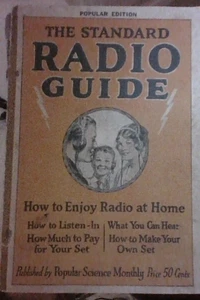 POPULAR EDITION
THE STANDARD
RADIO
GUIDE
How to Enjoy Radio at Home
How to Listen-In
How Much to Pay
for Your Set
What You Can Hear
How to Make Your
Own Set
Published by Popular Science Monthly Price 50 Cents